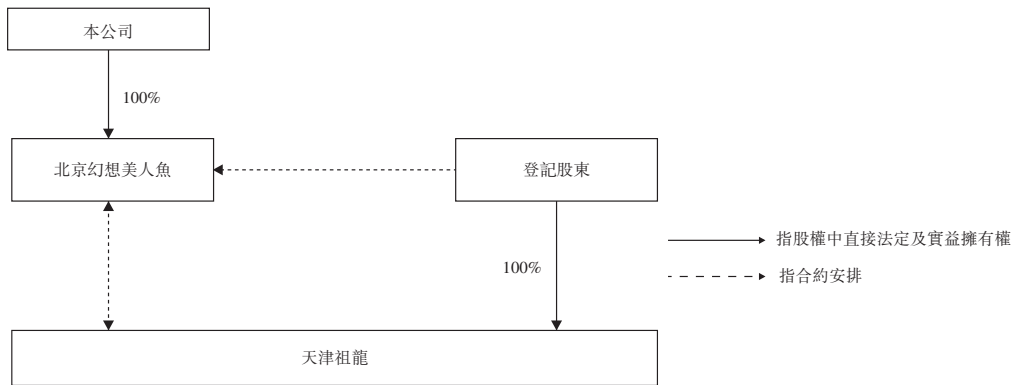 本公司
100%
北京幻想美人魚
登記股東
指股權中直接法定及實益擁有權
100%
指合約安排
天津祖龍